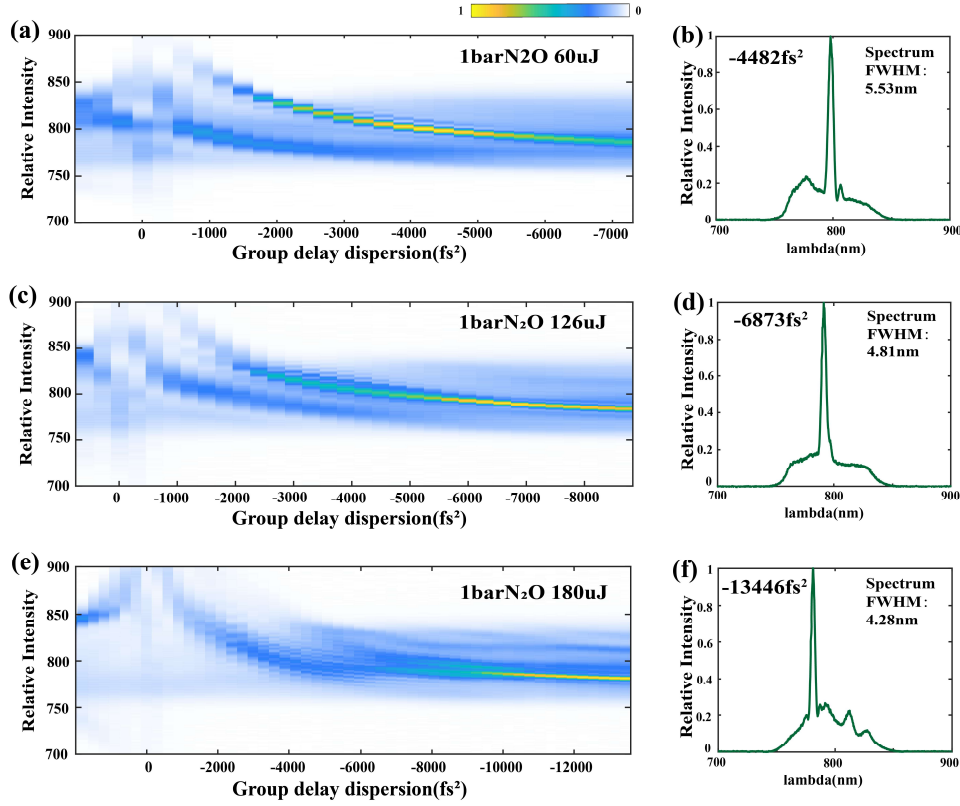 1
0
(a)
1barN2O 60uJ
Relative Intensity
900
850
800
750
700
0
-1000
-2000
-3000
-4000
-5000
-6000
-7000
Group delay dispersion(fs²)
(b)
-4482fs²
Spectrum
FWHM:
5.53nm
Relative Intensity
1
0.8
0.6
0.4
0.2
0
700
800
900
lambda(nm)
(c)
1barN₂O 126uJ
Relative Intensity
900
850
800
750
700
0
-1000
-2000
-3000
-4000
-5000
-6000
-7000
-8000
Group delay dispersion(fs²)
(d)
-6873fs²
Spectrum
FWHM:
4.81nm
Relative Intensity
1
0.8
0.6
0.4
0.2
0
700
800
900
lambda(nm)
(e)
1barN₂O 180uJ
Relative Intensity
900
850
800
750
700
0
-2000
-4000
-6000
-8000
-10000
-12000
Group delay dispersion(fs²)
(f)
-13446fs²
Spectrum
FWHM:
4.28nm
Relative Intensity
1
0.8
0.6
0.4
0.2
0
700
800
900
lambda(nm)